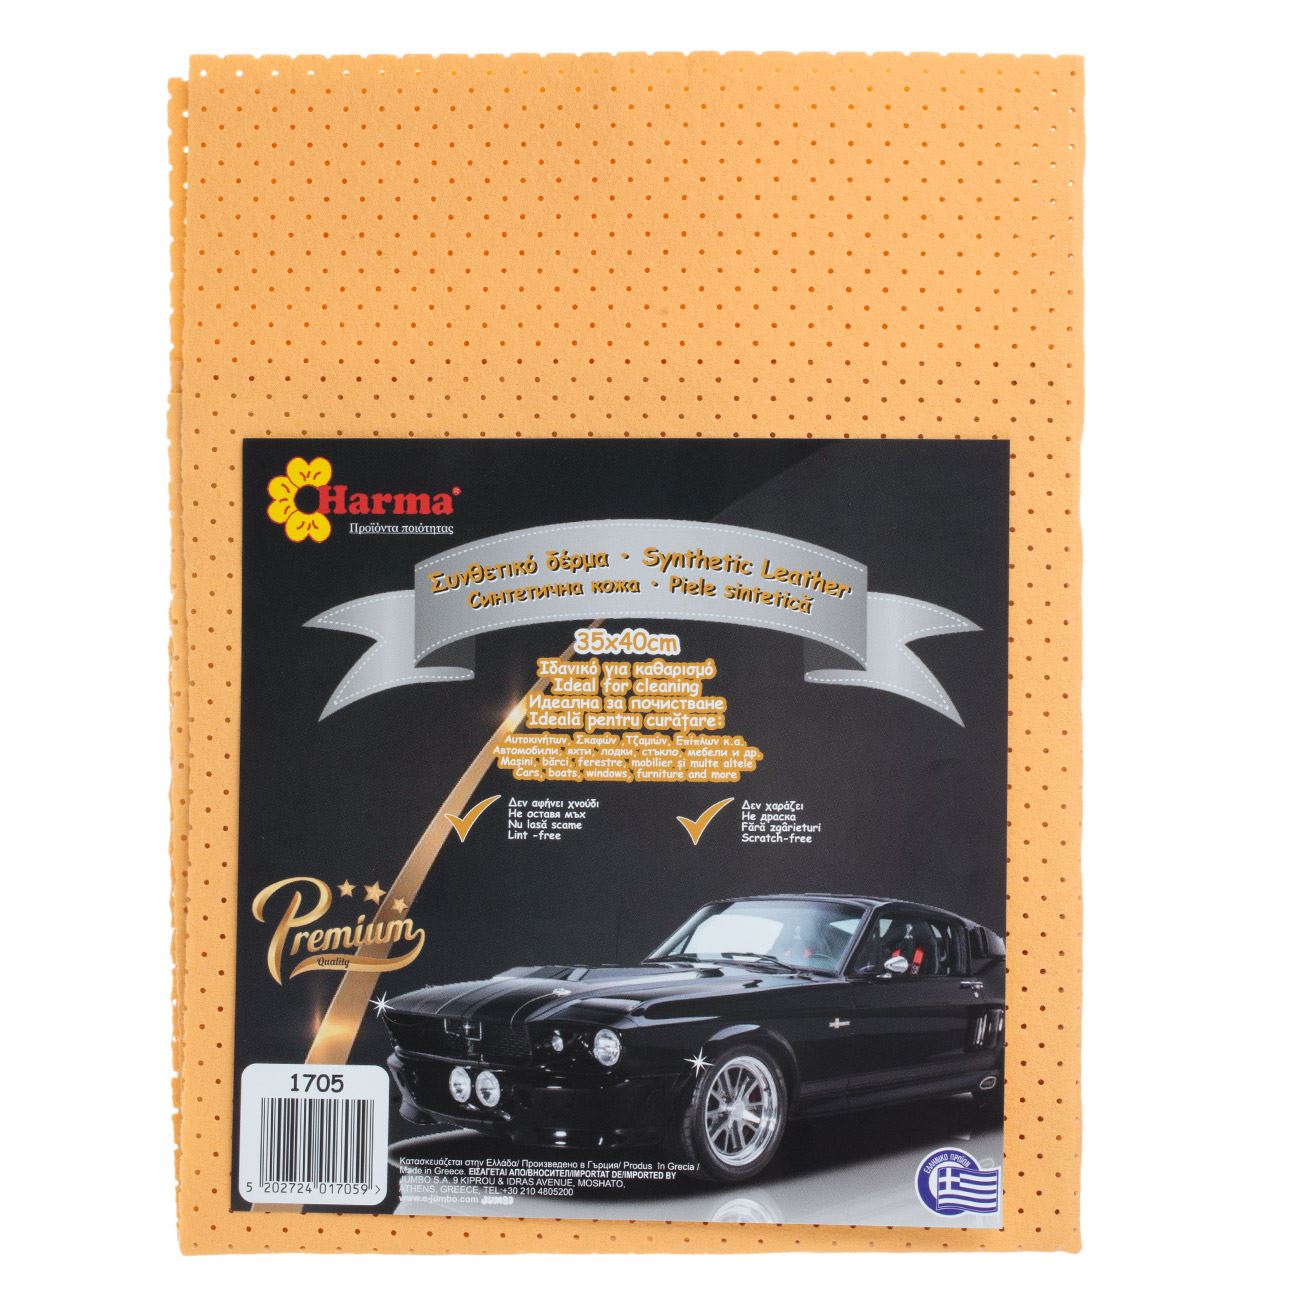 Harma®
Προϊόντα ποιότητας
Συνθετικό δέρμα · Synthetic Leather
Синтетична кожа · Piele sintetică
35x40cm
Ιδανικό για καθαρισμό
Ideal for cleaning
Идеална за почистване
Ideală pentru curățare:
Αυτοκινήτων, Σκαφών ,Τζαμιών, Επίπλων κ.α.
Автомобили, яхти, лодки, стъкло, мебели и др.
Mașini, bărci, ferestre, mobilier și multe altele
Cars, boats, windows, furniture and more
Δεν αφήνει χνούδι
Не оставя мъх
Nu lasă scame
Lint -free
Δεν χαράζει
Не драска
Fără zgârieturi
Scratch-free
Premium
Quality
1705
5 202724 017059 >
Κατασκευάζεται στην Ελλάδα/ Произведено в Гърция/ Produs în Grecia /
Made in Greece. ΕΙΣΑΓΕΤΑΙ ΑΠΟ/ВНОСИТЕЛ/IMPORTAT DE/IMPORTED BY
JUMBO S.A. 9 KIPROU & IDRAS AVENUE, MOSHATO,
ATHENS, GREECE, TEL:+30 210 4805200
www.e-jumbo.com JUMBO
ΕΛΛΗΝΙΚΟ ΠΡΟΪΟΝ